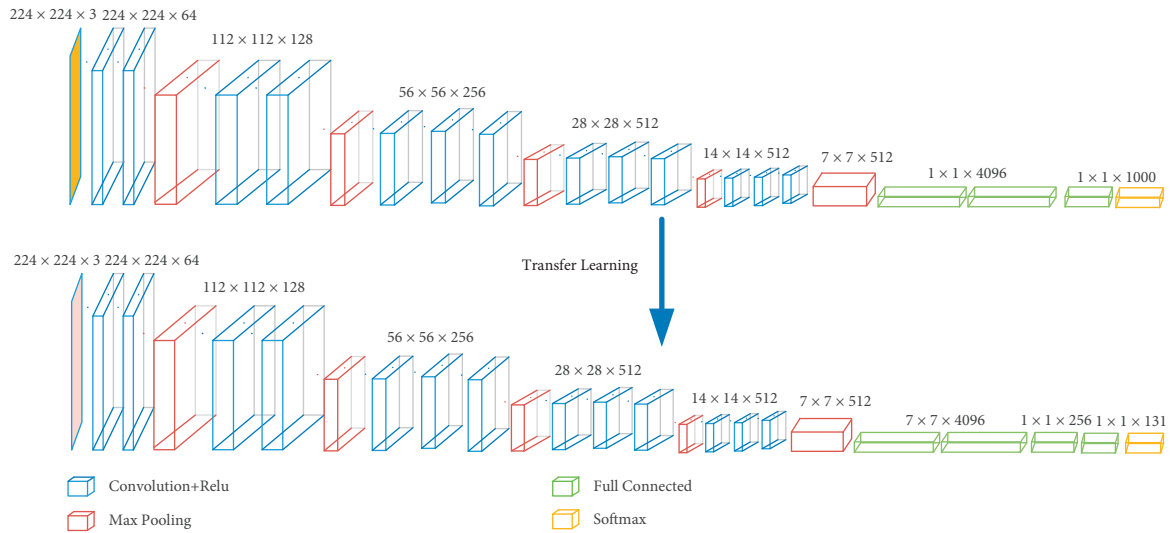 224 × 224 × 3
224 × 224 × 64
112 × 112 × 128
56 × 56 × 256
28 × 28 × 512
14 × 14 × 512
7 × 7 × 512
1 × 1 × 4096
1 × 1 × 1000
Transfer Learning
224 × 224 × 3
224 × 224 × 64
112 × 112 × 128
56 × 56 × 256
28 × 28 × 512
14 × 14 × 512
7 × 7 × 512
7 × 7 × 4096
1 × 1 × 256
1 × 1 × 131
Convolution+Relu
Full Connected
Max Pooling
Softmax